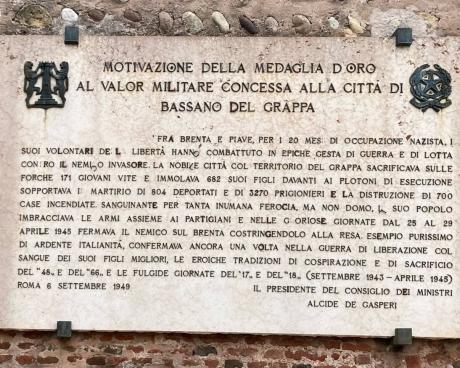 MOTIVAZIONE DELLA MEDAGLIA D'ORO
AL VALOR MILITARE CONCESSA ALLA CITTÀ DI
BASSANO DEL GRAPPA
"FRA BRENTA E PIAVE, PER I 20 MESI DI OCCUPAZIONE NAZISTA, I
SUOI VOLONTARI DE L LIBERTÀ HANNO COMBATTUTO IN EPICHE GESTA DI GUERRA E DI LOTTA
CON RO IL NEMICO INVASORE. LA NOBILE CITTÀ COL TERRITORIO DEL GRAPPA SACRIFICAVA SULLE
FORCHE 171 GIOVANI VITE E IMMOLAVA 682 SUOI FIGLI DAVANTI AI PLOTONI DI ESECUZIONE
SOPPORTAVA I MARTIRIO DI 804 DEPORTATI E DI 3270 PRIGIONIERI E LA DISTRUZIONE DI 700
CASE INCENDIATE. SANGUINANTE PER TANTA INUMANA FEROCIA, MA NON DOMO, IL SUO POPOLO
IMBRACCIAVA LE ARMI ASSIEME AI PARTIGIANI E NELLE G ORIOSE GIORNATE DAL 25 AL 29
APRILE 1945 FERMAVA IL NEMICO SUL BRENTA COSTRINGENDOLO ALLA RESA. ESEMPIO PURISSIMO
DI ARDENTE ITALIANITÀ, CONFERMAVA ANCORA UNA VOLTA NELLA GUERRA DI LIBERAZIONE COL
SANGUE DEI SUOI FIGLI MIGLIORI, LE EROICHE TRADIZIONI DI COSPIRAZIONE E DI SACRIFICIO
DEL "48„ E DEL "66„ E LE FULGIDE GIORNATE DEL "17„ E DEL "18„ (SETTEMBRE 1943 - APRILE 1945)
ROMA 6 SETTEMBRE 1949 IL PRESIDENTE DEL CONSIGLIO DEI MINISTRI
ALCIDE DE GASPERI